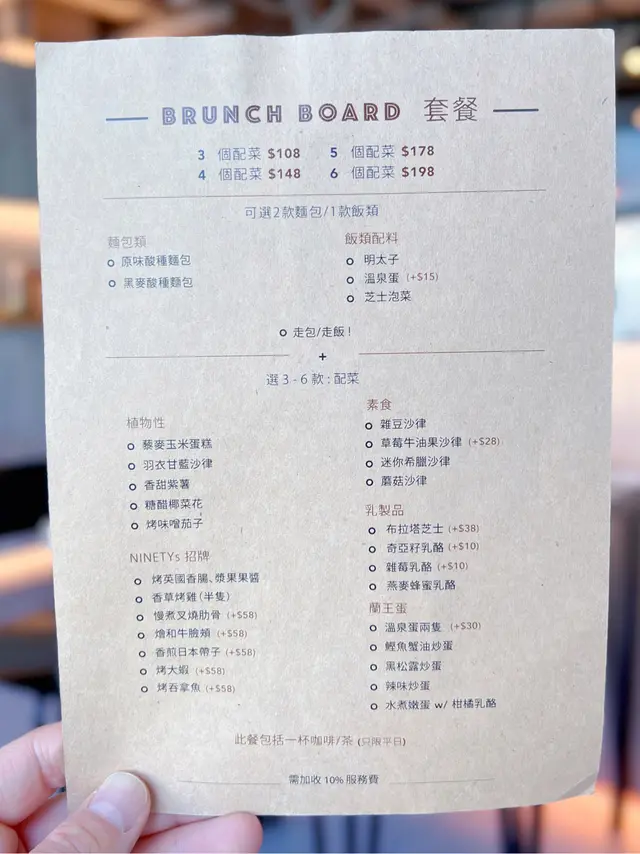 BRUNCH BOARD 套餐
3 個配菜 $108 5 個配菜 $178
4 個配菜 $148 6 個配菜 $198
可選2款麵包/1款飯類
麵包類
原味酸種麵包
黑麥酸種麵包
飯類配料
明太子
溫泉蛋 (+$15)
芝士泡菜
走包/走飯!
+
選 3 - 6 款 : 配菜
植物性
藜麥玉米蛋糕
羽衣甘藍沙律
香甜紫薯
糖醋椰菜花
烤味噌茄子
NINETYs 招牌
烤英國香腸、漿果果醬
香草烤雞(半隻)
慢煮叉燒肋骨 (+$58)
燴和牛臉頰 (+$58)
香煎日本帶子 (+$58)
烤大蝦 (+$58)
烤吞拿魚 (+$58)
素食
雜豆沙律
草莓牛油果沙律 (+$28)
迷你希臘沙律
蘑菇沙律
乳製品
布拉塔芝士 (+$38)
奇亞籽乳酪 (+$10)
雜莓乳酪 (+$10)
燕麥蜂蜜乳酪
蘭王蛋
溫泉蛋兩隻 (+$30)
鰹魚蟹油炒蛋
黑松露炒蛋
辣味炒蛋
水煮嫩蛋 w/ 柑橘乳酪
此餐包括一杯咖啡/茶 (只限平日)
需加收 10% 服務費